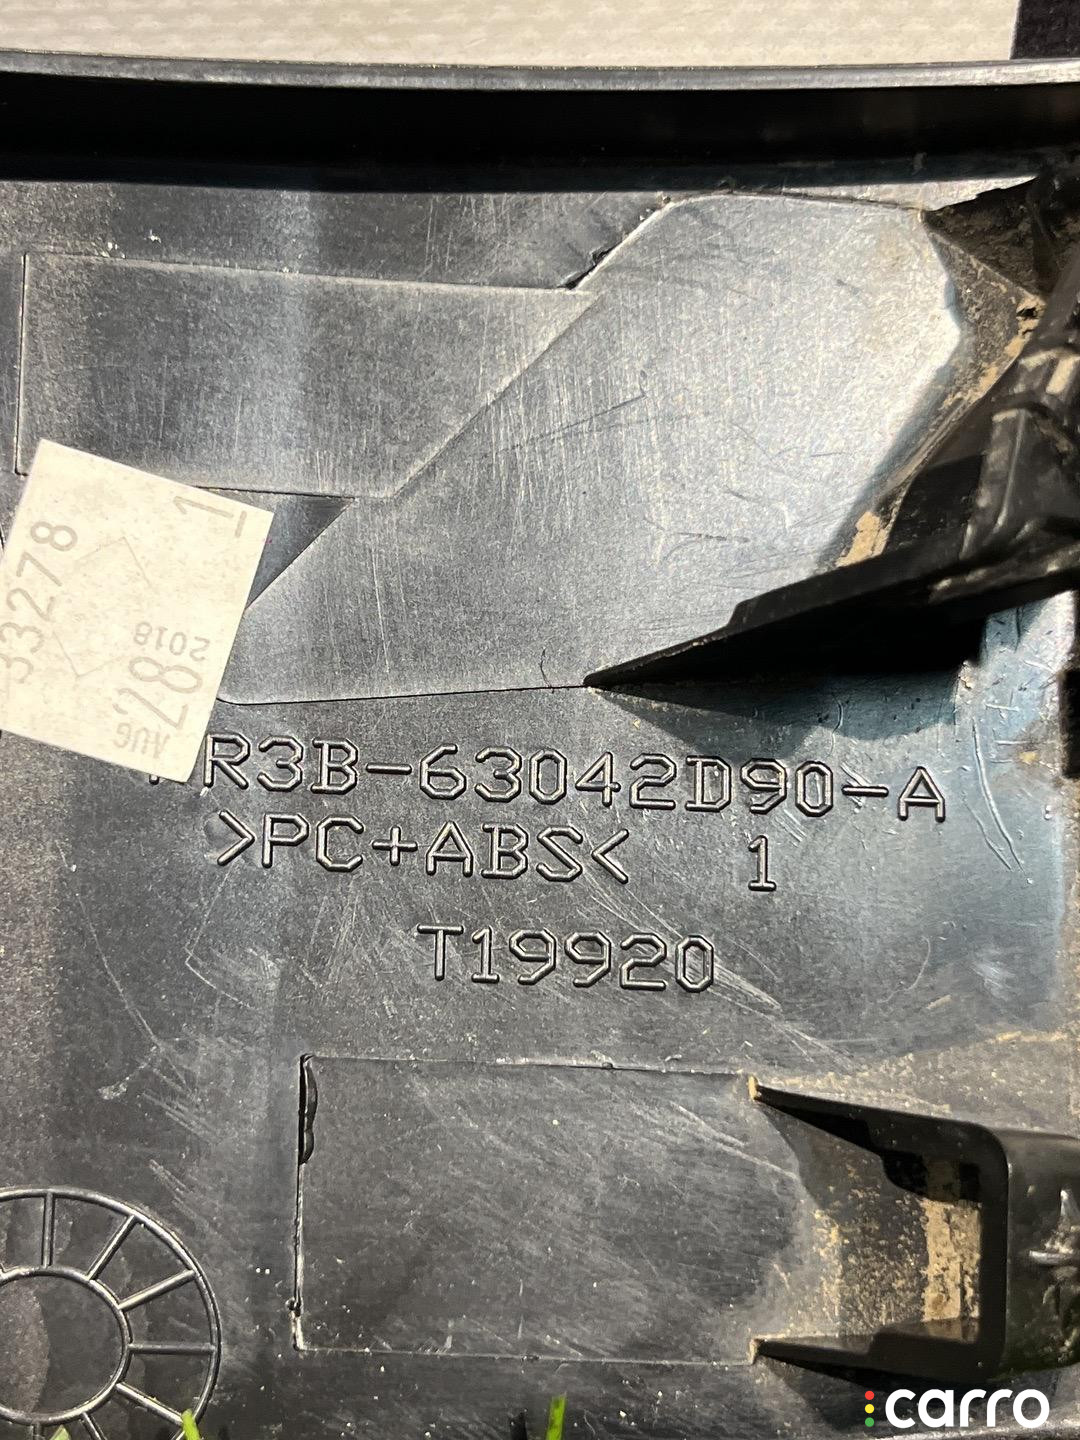 33278
1
AUG 28
2018
R3B-63042D90-A
>PC+ABS< 1
T19920
carro